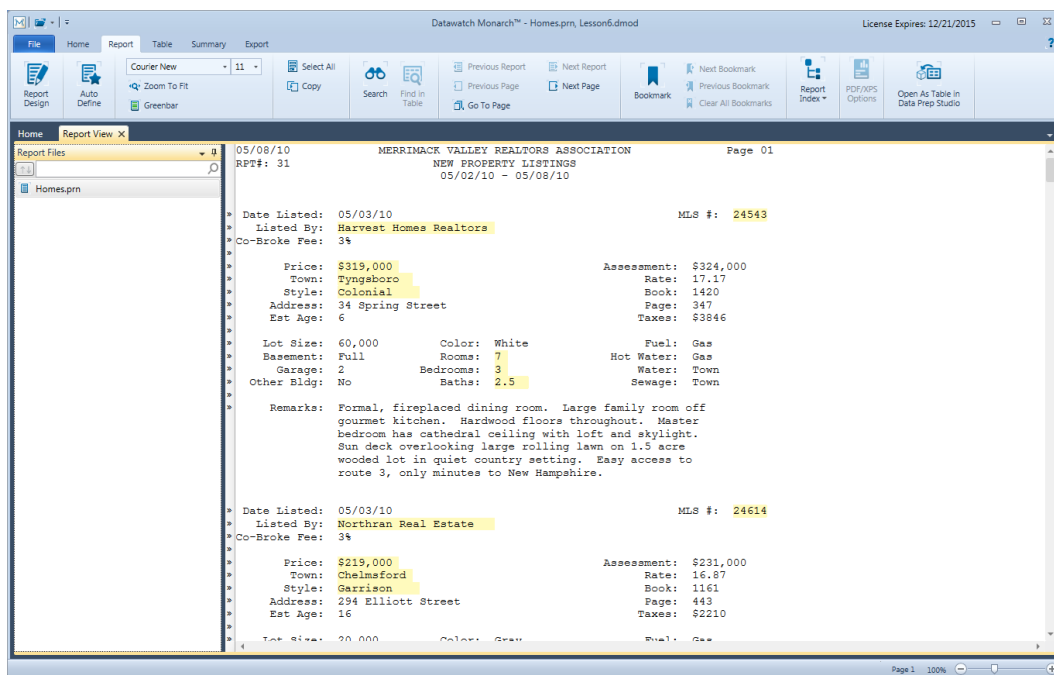 Datawatch Monarch™ - Homes.prn, Lesson6.dmod License Expires: 12/21/2015
File Home Report Table Summary Export
Report Design
Auto Define
Courier New 11
Zoom To Fit
Greenbar
Select All
Copy
Search
Find in Table
Previous Report Next Report
Previous Page Next Page
Go To Page
Bookmark
Next Bookmark
Previous Bookmark
Clear All Bookmarks
Report Index
PDF/XPS Options
Open As Table in Data Prep Studio
Home Report View
Report Files
Homes.prn
05/08/10 MERRIMACK VALLEY REALTORS ASSOCIATION Page 01
RPT#: 31 NEW PROPERTY LISTINGS
05/02/10 - 05/08/10
» Date Listed: 05/03/10 MLS #: 24543
» Listed By: Harvest Homes Realtors
» Co-Broke Fee: 3%
»
» Price: $319,000 Assessment: $324,000
» Town: Tyngsboro Rate: 17.17
» Style: Colonial Book: 1420
» Address: 34 Spring Street Page: 347
» Est Age: 6 Taxes: $3846
»
» Lot Size: 60,000 Color: White Fuel: Gas
» Basement: Full Rooms: 7 Hot Water: Gas
» Garage: 2 Bedrooms: 3 Water: Town
» Other Bldg: No Baths: 2.5 Sewage: Town
»
» Remarks: Formal, fireplaced dining room. Large family room off
gourmet kitchen. Hardwood floors throughout. Master
bedroom has cathedral ceiling with loft and skylight.
Sun deck overlooking large rolling lawn on 1.5 acre
wooded lot in quiet country setting. Easy access to
route 3, only minutes to New Hampshire.
» Date Listed: 05/03/10 MLS #: 24614
» Listed By: Northran Real Estate
» Co-Broke Fee: 3%
»
» Price: $219,000 Assessment: $231,000
» Town: Chelmsford Rate: 16.87
» Style: Garrison Book: 1161
» Address: 294 Elliott Street Page: 443
» Est Age: 16 Taxes: $2210
»
» Lot Size: 20,000 Color: Gray Fuel: Gas
Page 1 100%